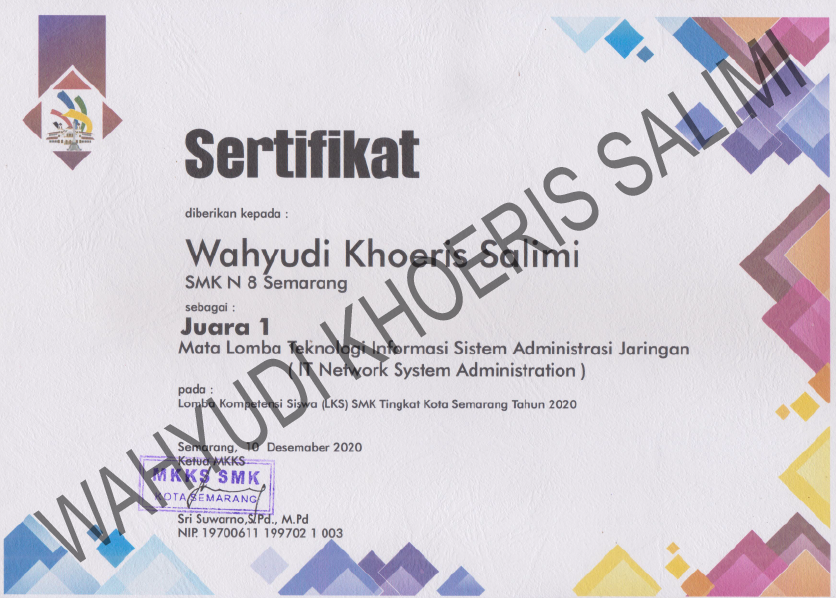 Sertifikat
diberikan kepada :
Wahyudi Khoeris Salimi
SMK N 8 Semarang
sebagai :
Juara 1
Mata Lomba Teknologi Informasi Sistem Administrasi Jaringan
( IT Network System Administration )
pada :
Lomba Kompetensi Siswa (LKS) SMK Tingkat Kota Semarang Tahun 2020
Semarang, 10 Desemaber 2020
Ketua MKKS
MKKS SMK
KOTA SEMARANG
Sri Suwarno,S.Pd., M.Pd
NIP. 19700611 199702 1 003
WAHYUDI KHOERIS SALIMI